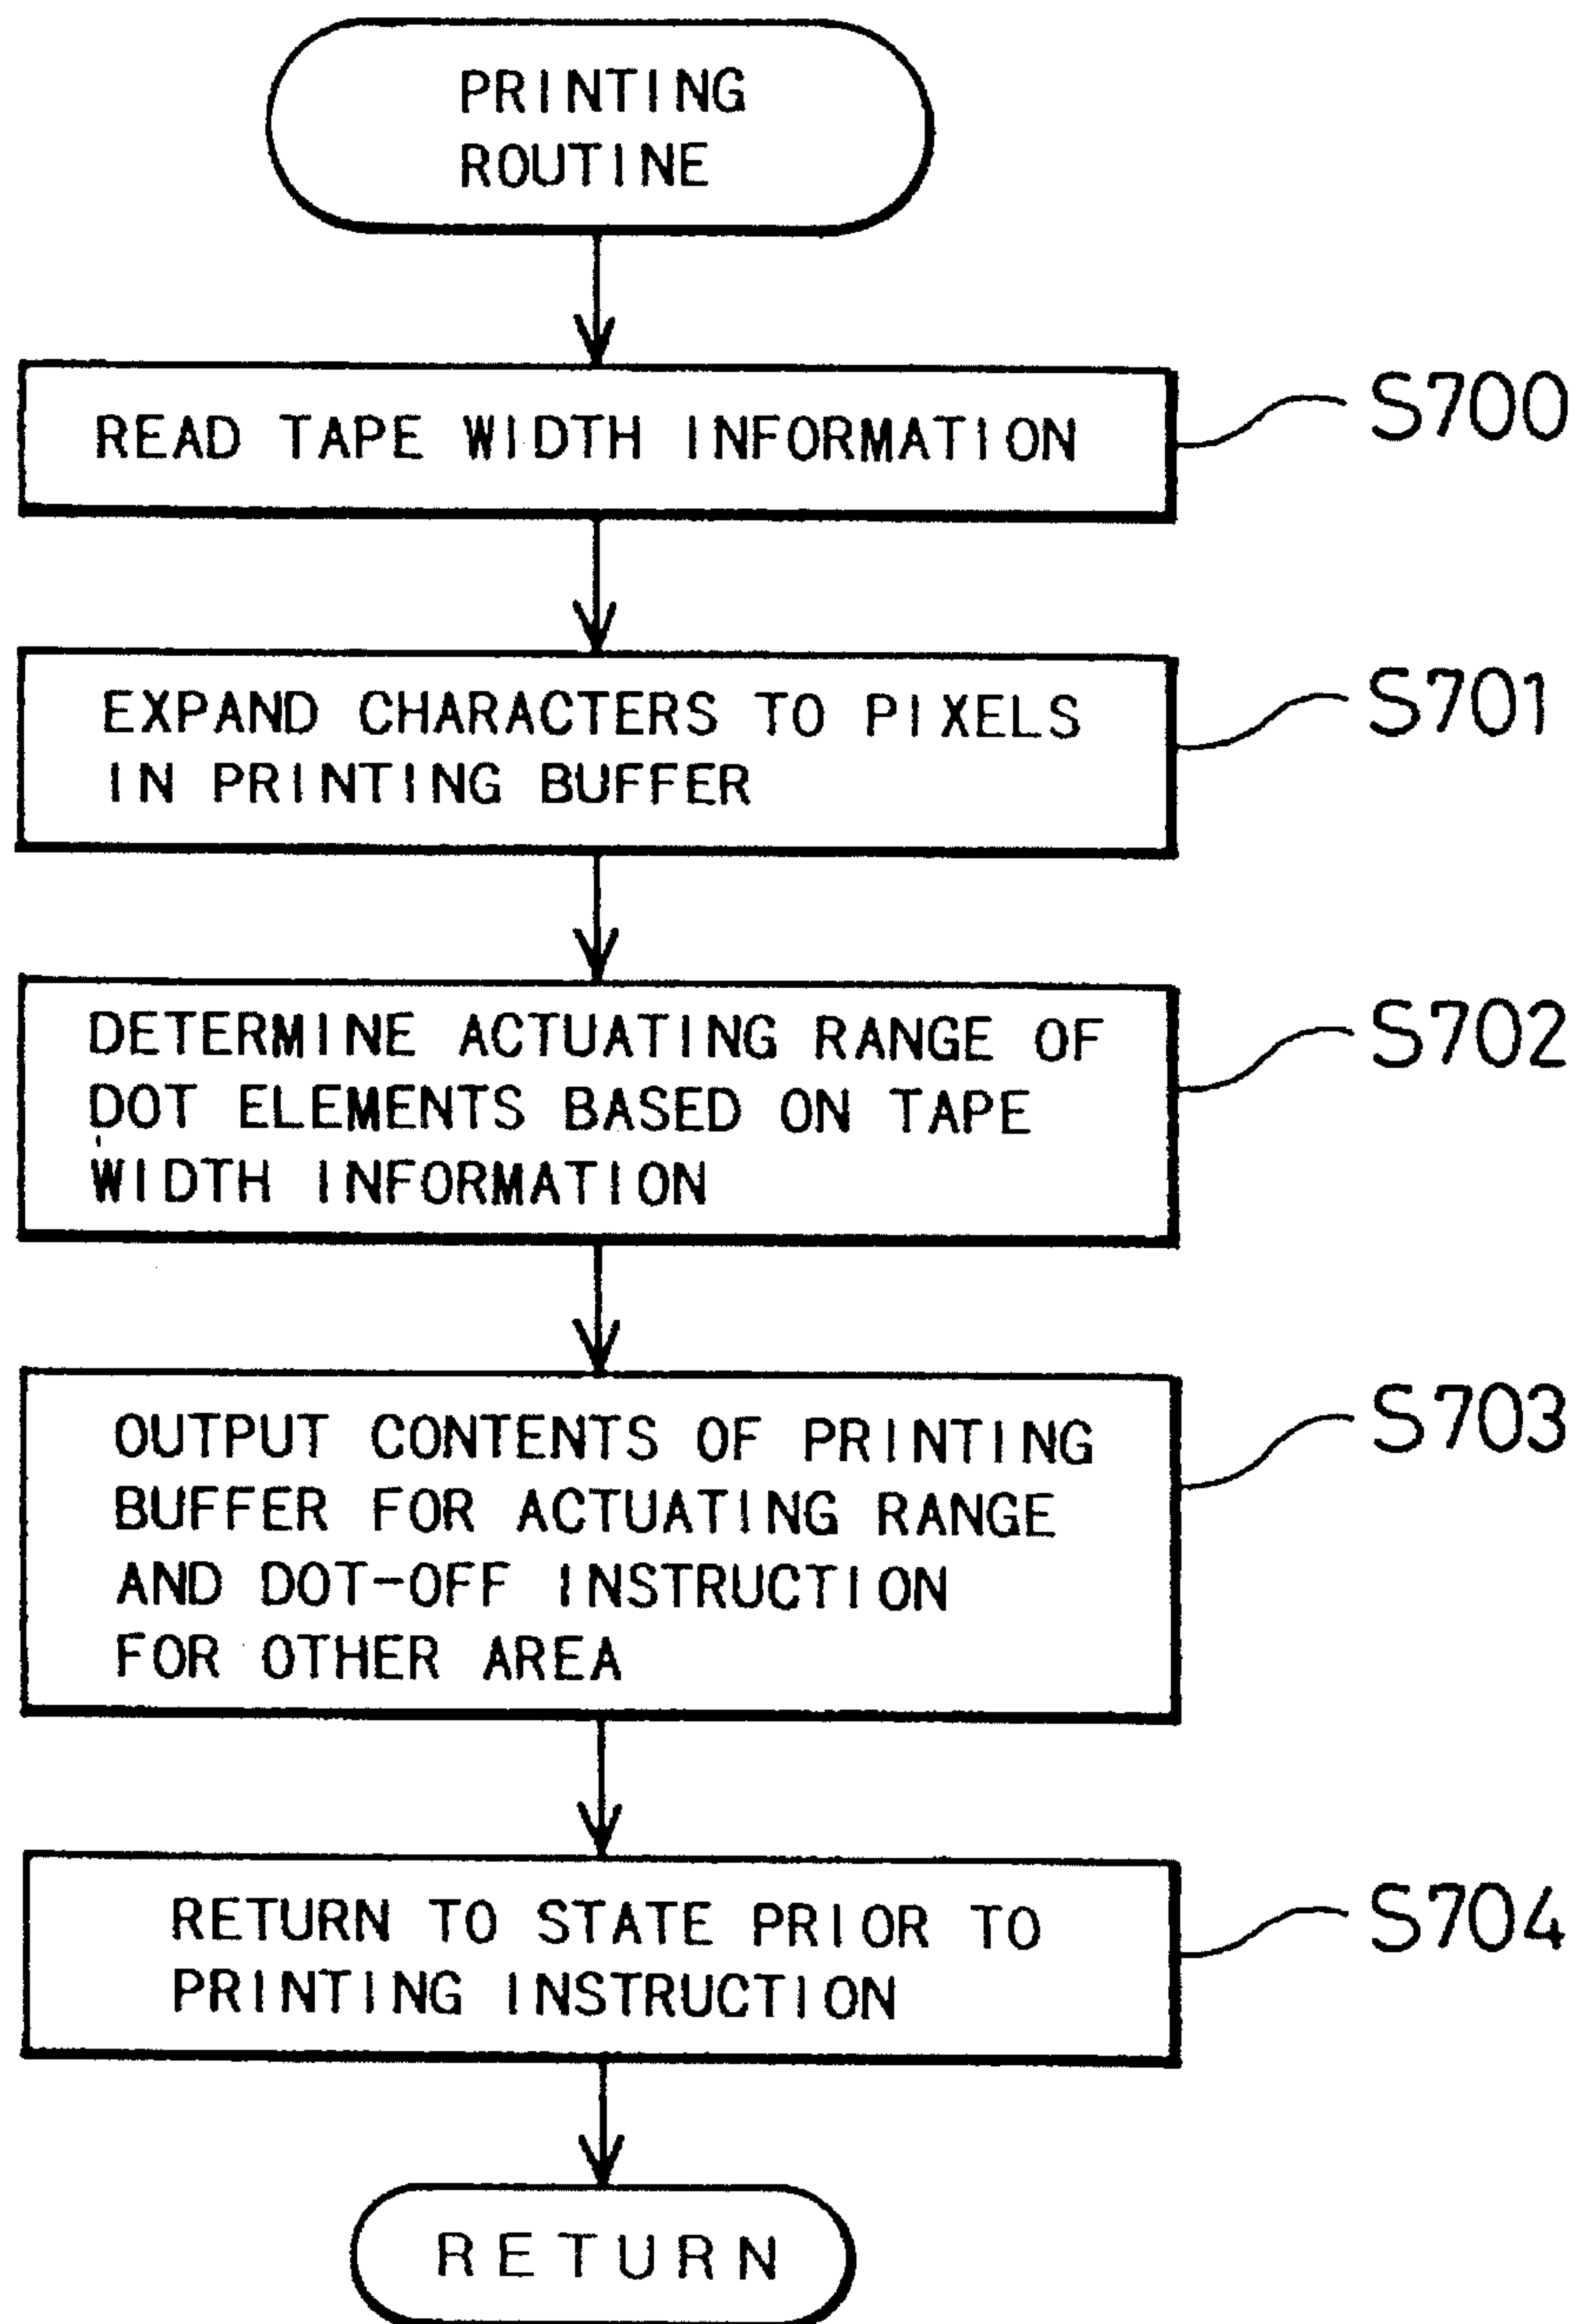 PRINTING
ROUTINE
READ TAPE WIDTH INFORMATION
S700
EXPAND CHARACTERS TO PIXELS
IN PRINTING BUFFER
S701
DETERMINE ACTUATING RANGE OF
DOT ELEMENTS BASED ON TAPE
WIDTH INFORMATION
S702
OUTPUT CONTENTS OF PRINTING
BUFFER FOR ACTUATING RANGE
AND DOT-OFF INSTRUCTION
FOR OTHER AREA
S703
RETURN TO STATE PRIOR TO
PRINTING INSTRUCTION
S704
RETURN